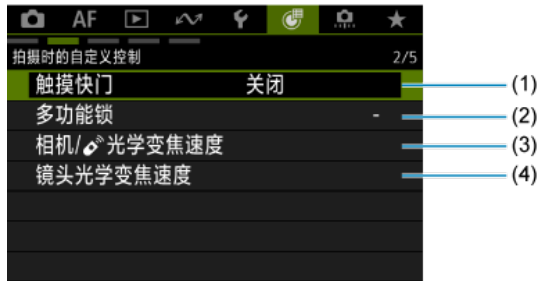 AF
拍摄时的自定义控制 2/5
触摸快门 关闭 (1)
多功能锁 - (2)
相机/光学变焦速度 (3)
镜头光学变焦速度 (4)